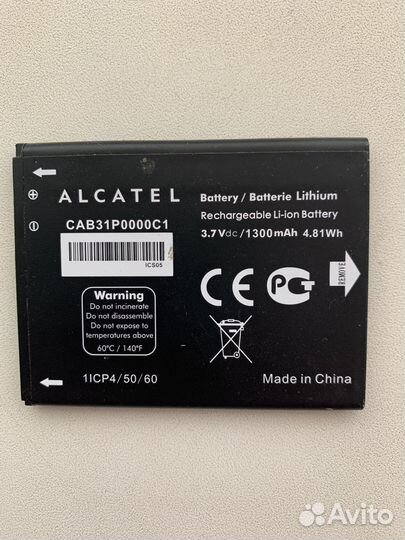 ALCATEL
CAB31P0000C1
ICS05
Battery / Batterie Lithium
Rechargeable Li-ion Battery
3.7Vdc/1300mAh 4.81Wh
Warning
Do not incinerate
Do not disassemble
Do not expose to
temperatures above
60°C / 140°F
CE
РСТ
REMOVE
1ICP4/50/60
Made in China
Avito